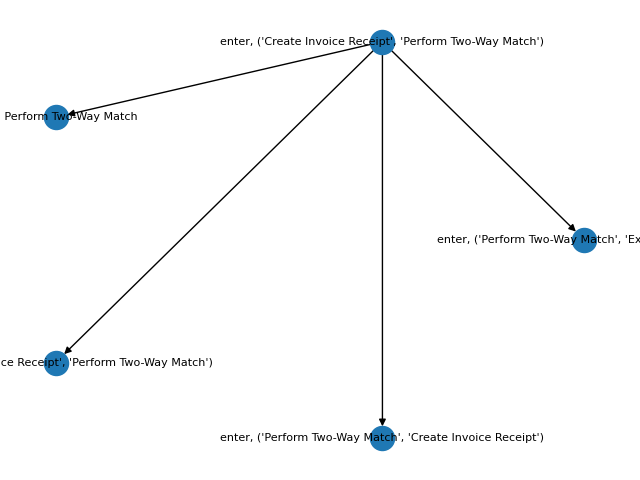 enter, ('Create Invoice Receipt', 'Perform Two-Way Match')
Perform Two-Way Match
enter, ('Perform Two-Way Match', 'Ex
ce Receipt', 'Perform Two-Way Match')
enter, ('Perform Two-Way Match', 'Create Invoice Receipt')